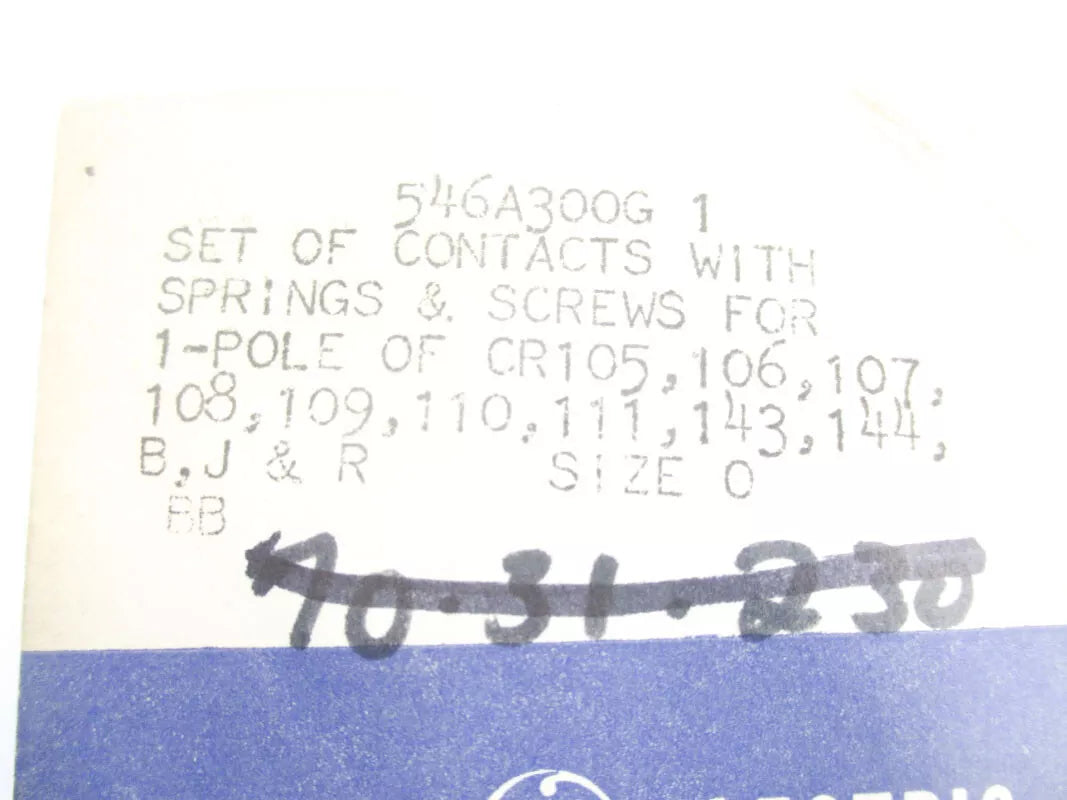 546A300G 1
SET OF CONTACTS WITH
SPRINGS & SCREWS FOR
1-POLE OF CR105,106,107,
108,109,110,111,143,144,
B,J & R SIZE 0
BB
70.31.230